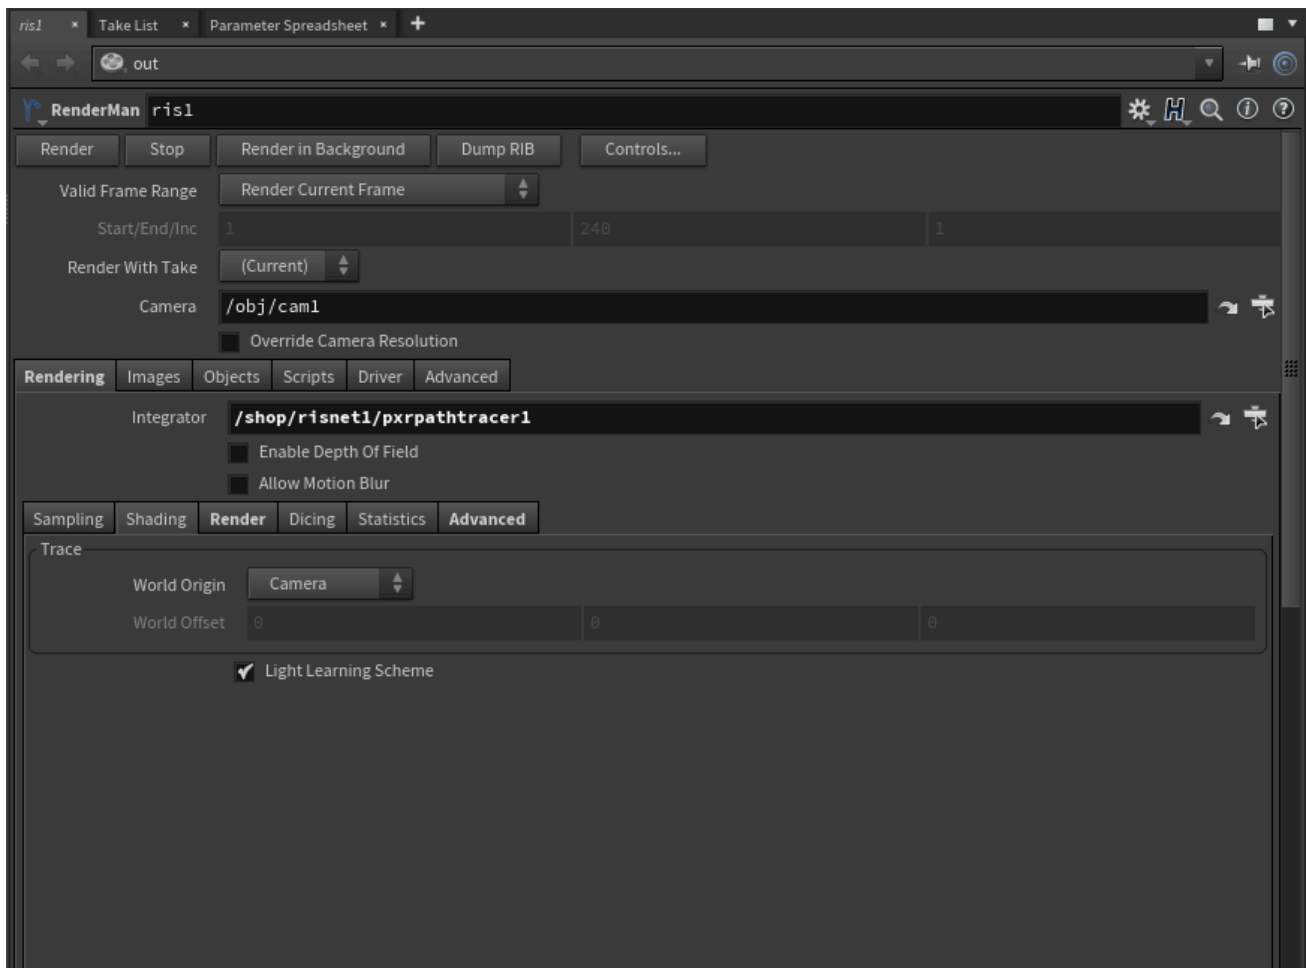 ris1 × Take List × Parameter Spreadsheet × +
out
RenderMan ris1
Render Stop Render in Background Dump RIB Controls...
Valid Frame Range Render Current Frame
Start/End/Inc 1 240 1
Render With Take (Current)
Camera /obj/cam1
Override Camera Resolution
Rendering Images Objects Scripts Driver Advanced
Integrator /shop/risnet1/pxrpathtracer1
Enable Depth Of Field
Allow Motion Blur
Sampling Shading Render Dicing Statistics Advanced
Trace
World Origin Camera
World Offset 0 0 0
Light Learning Scheme